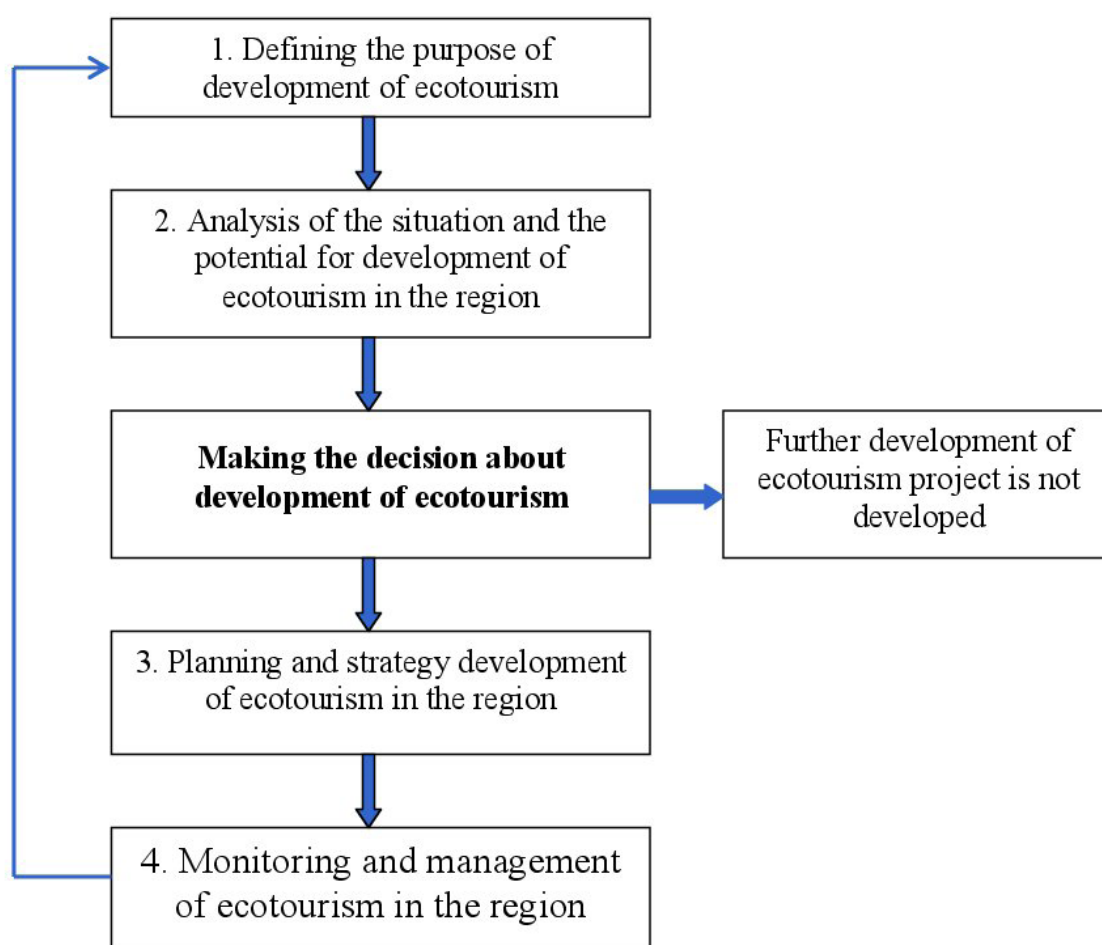 1. Defining the purpose of
development of ecotourism
2. Analysis of the situation and the
potential for development of
ecotourism in the region
Making the decision about
development of ecotourism
Further development of
ecotourism project is not
developed
3. Planning and strategy development
of ecotourism in the region
4. Monitoring and management
of ecotourism in the region